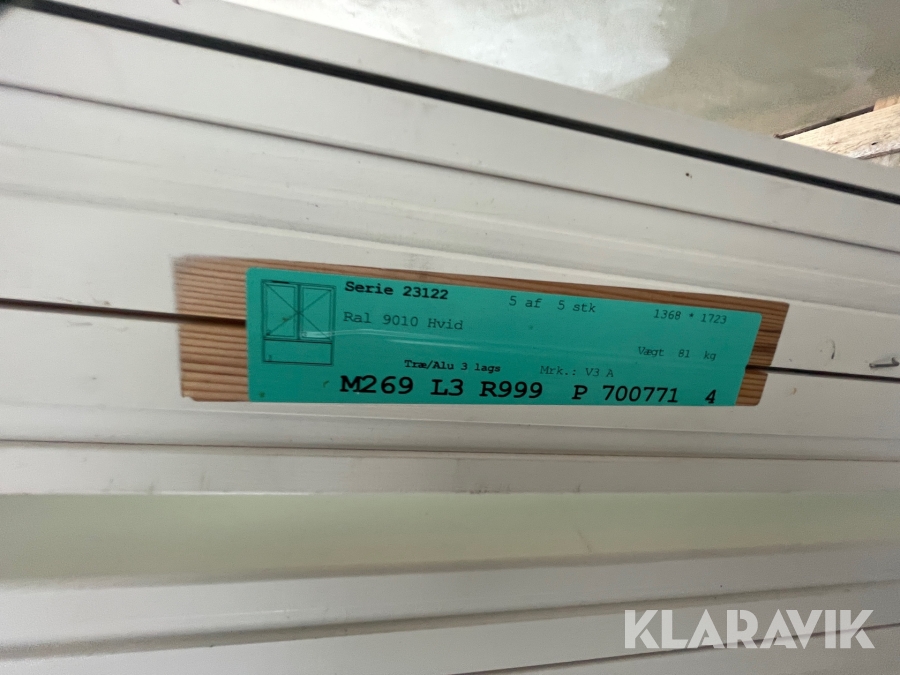 Serie 23122 5 af 5 stk 1368 * 1723
Ral 9010 Hvid
Vægt 81 kg
Træ/Alu 3 lags Mrk.: V3 A
M269 L3 R999 P 700771 4
KLARAVIK